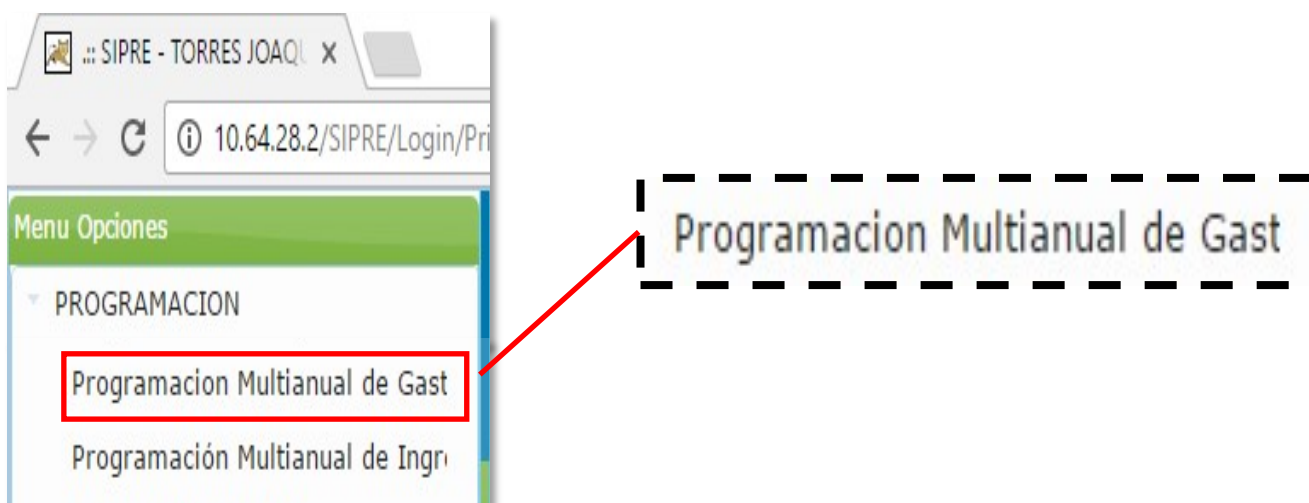 .:: SIPRE - TORRES JOAQ
10.64.28.2/SIPRE/Login/Pri
Menu Opciones
PROGRAMACION
Programacion Multianual de Gast
Programación Multianual de Ingr
Programacion Multianual de Gast